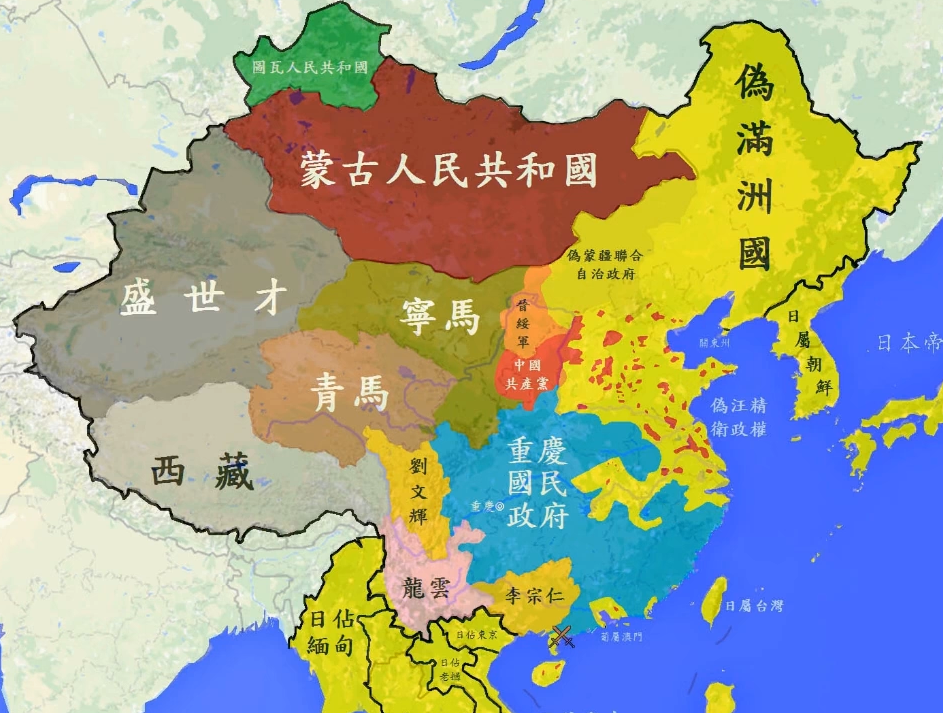 圖瓦人民共和國
蒙古人民共和國
偽滿洲國
偽蒙疆聯合
自治政府
盛世才
寧馬
晉綏軍
中國
共產黨
關東州
日屬朝鮮
日本帝
青馬
偽汪精
衛政權
西藏
劉文輝
重慶
國民
政府
重慶
龍雲
李宗仁
日屬台灣
葡屬澳門
日佔
緬甸
日佔東京
日佔
老撾